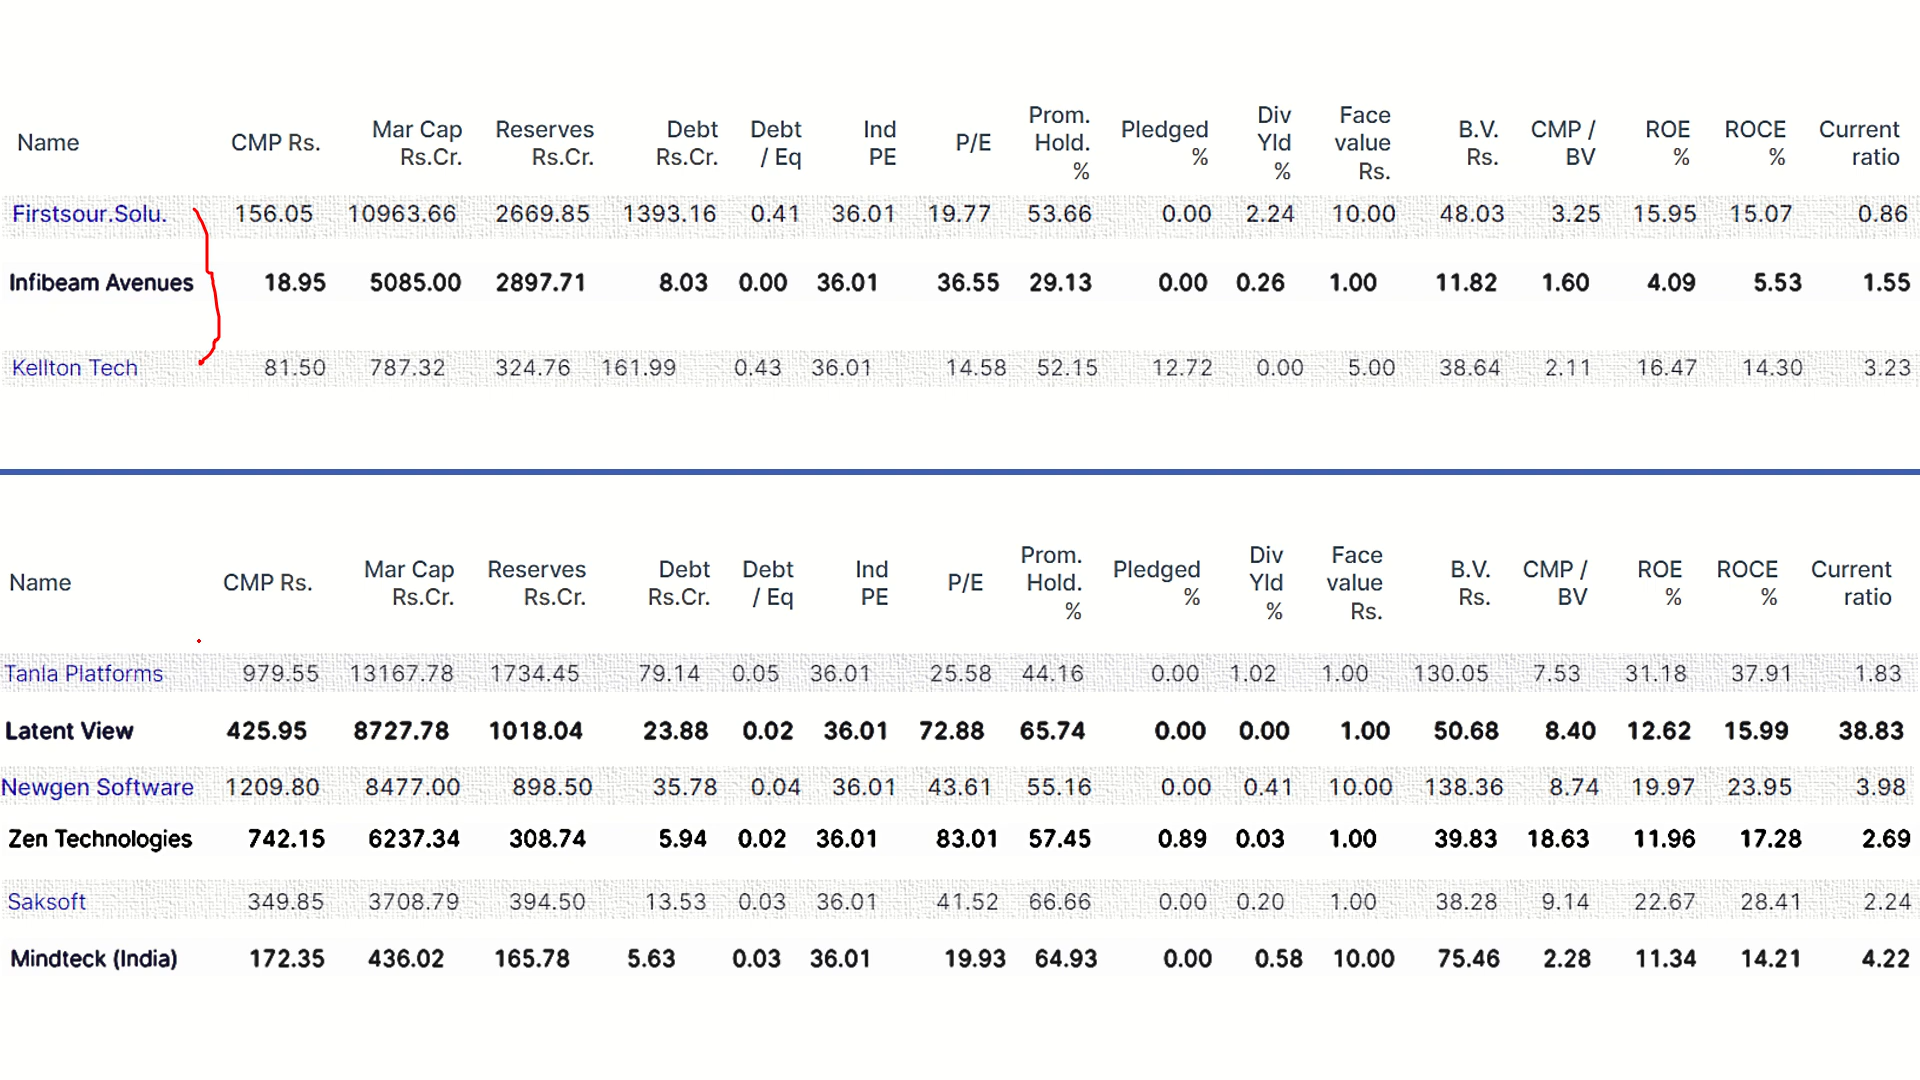 Name CMP Rs. Mar Cap Rs.Cr. Reserves Rs.Cr. Debt Rs.Cr. Debt / Eq Ind PE P/E Prom. Hold. % Pledged % Div Yld % Face value Rs. B.V. Rs. CMP / BV ROE % ROCE % Current ratio
Firstsour.Solu. 156.05 10963.66 2669.85 1393.16 0.41 36.01 19.77 53.66 0.00 2.24 10.00 48.03 3.25 15.95 15.07 0.86
Infibeam Avenues 18.95 5085.00 2897.71 8.03 0.00 36.01 36.55 29.13 0.00 0.26 1.00 11.82 1.60 4.09 5.53 1.55
Kellton Tech 81.50 787.32 324.76 161.99 0.43 36.01 14.58 52.15 12.72 0.00 5.00 38.64 2.11 16.47 14.30 3.23
Name CMP Rs. Mar Cap Rs.Cr. Reserves Rs.Cr. Debt Rs.Cr. Debt / Eq Ind PE P/E Prom. Hold. % Pledged % Div Yld % Face value Rs. B.V. Rs. CMP / BV ROE % ROCE % Current ratio
Tanla Platforms 979.55 13167.78 1734.45 79.14 0.05 36.01 25.58 44.16 0.00 1.02 1.00 130.05 7.53 31.18 37.91 1.83
Latent View 425.95 8727.78 1018.04 23.88 0.02 36.01 72.88 65.74 0.00 0.00 1.00 50.68 8.40 12.62 15.99 38.83
Newgen Software 1209.80 8477.00 898.50 35.78 0.04 36.01 43.61 55.16 0.00 0.41 10.00 138.36 8.74 19.97 23.95 3.98
Zen Technologies 742.15 6237.34 308.74 5.94 0.02 36.01 83.01 57.45 0.89 0.03 1.00 39.83 18.63 11.96 17.28 2.69
Saksoft 349.85 3708.79 394.50 13.53 0.03 36.01 41.52 66.66 0.00 0.20 1.00 38.28 9.14 22.67 28.41 2.24
Mindteck (India) 172.35 436.02 165.78 5.63 0.03 36.01 19.93 64.93 0.00 0.58 10.00 75.46 2.28 11.34 14.21 4.22